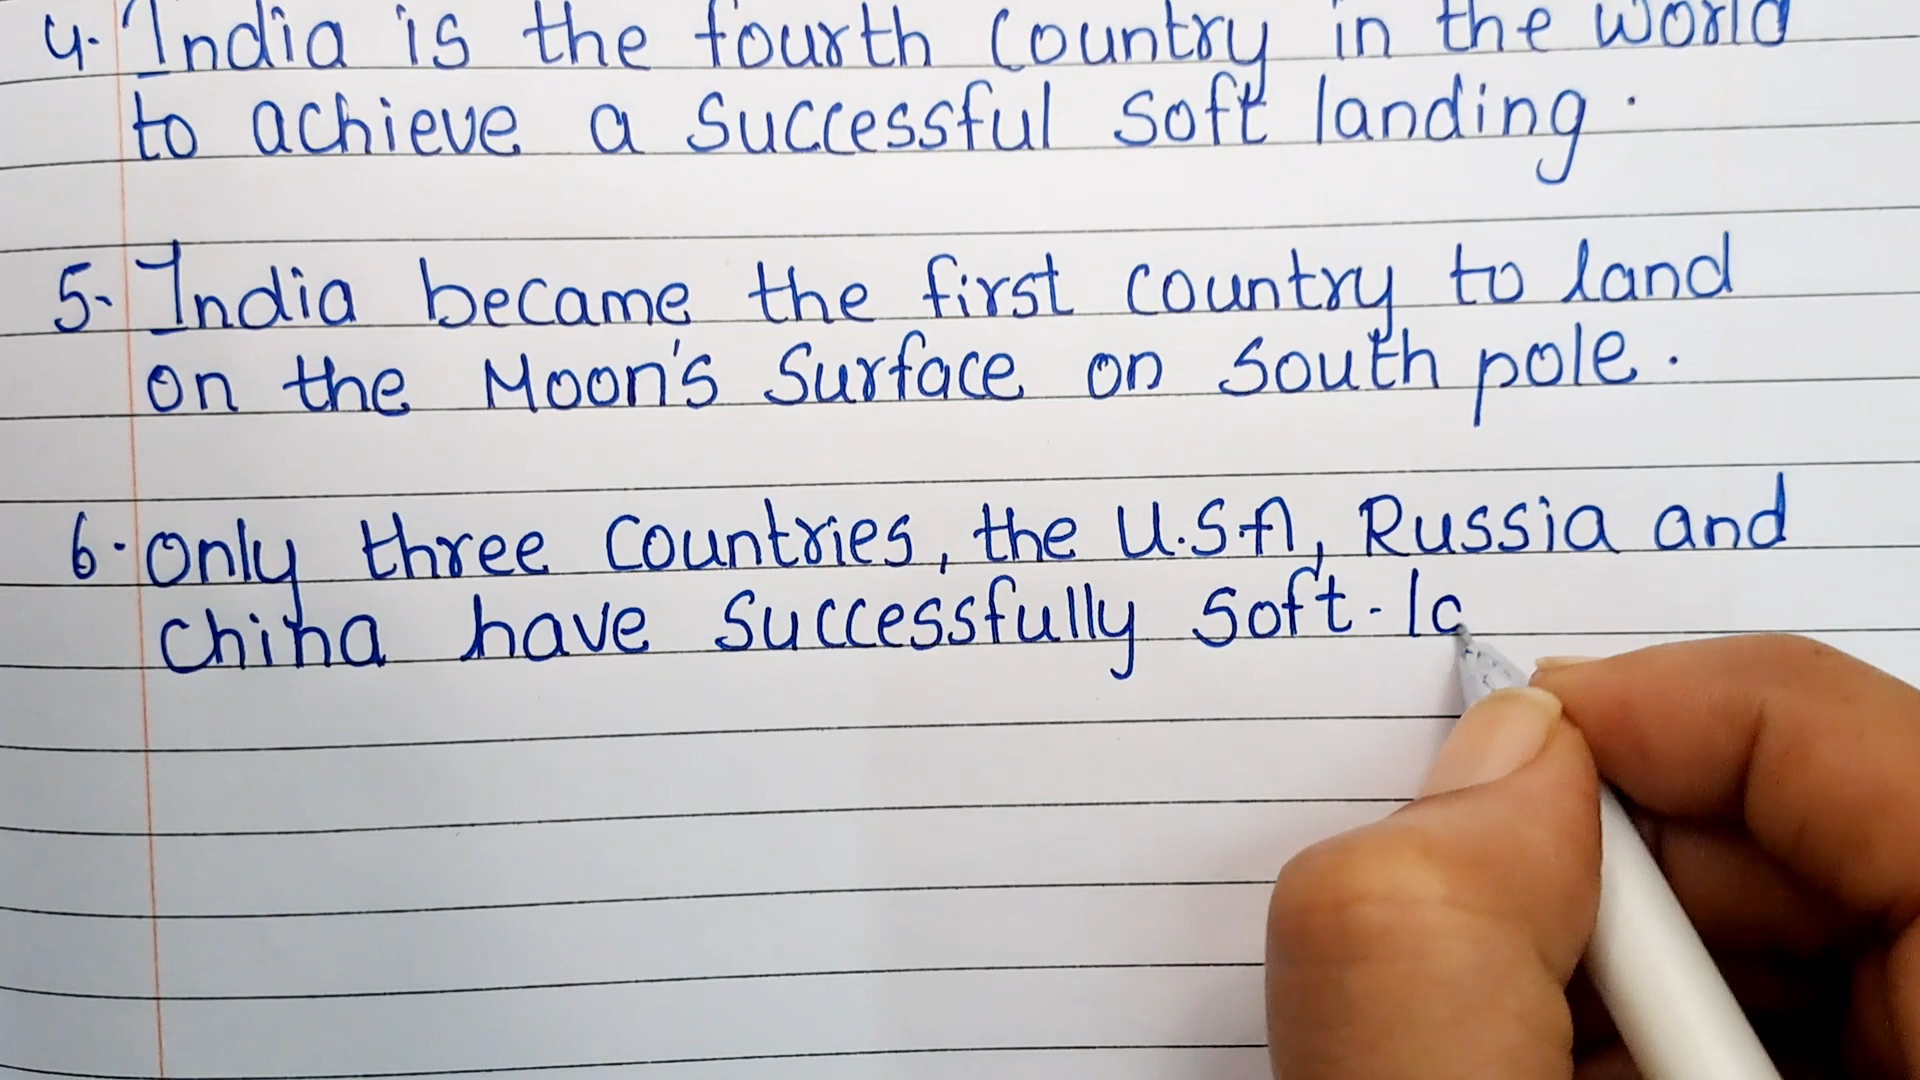 4. India is the fourth country in the world
to achieve a successful soft landing.
5. India became the first country to land
on the Moon's surface on south pole.
6. Only three countries, the U.S.A, Russia and
China have successfully soft-la